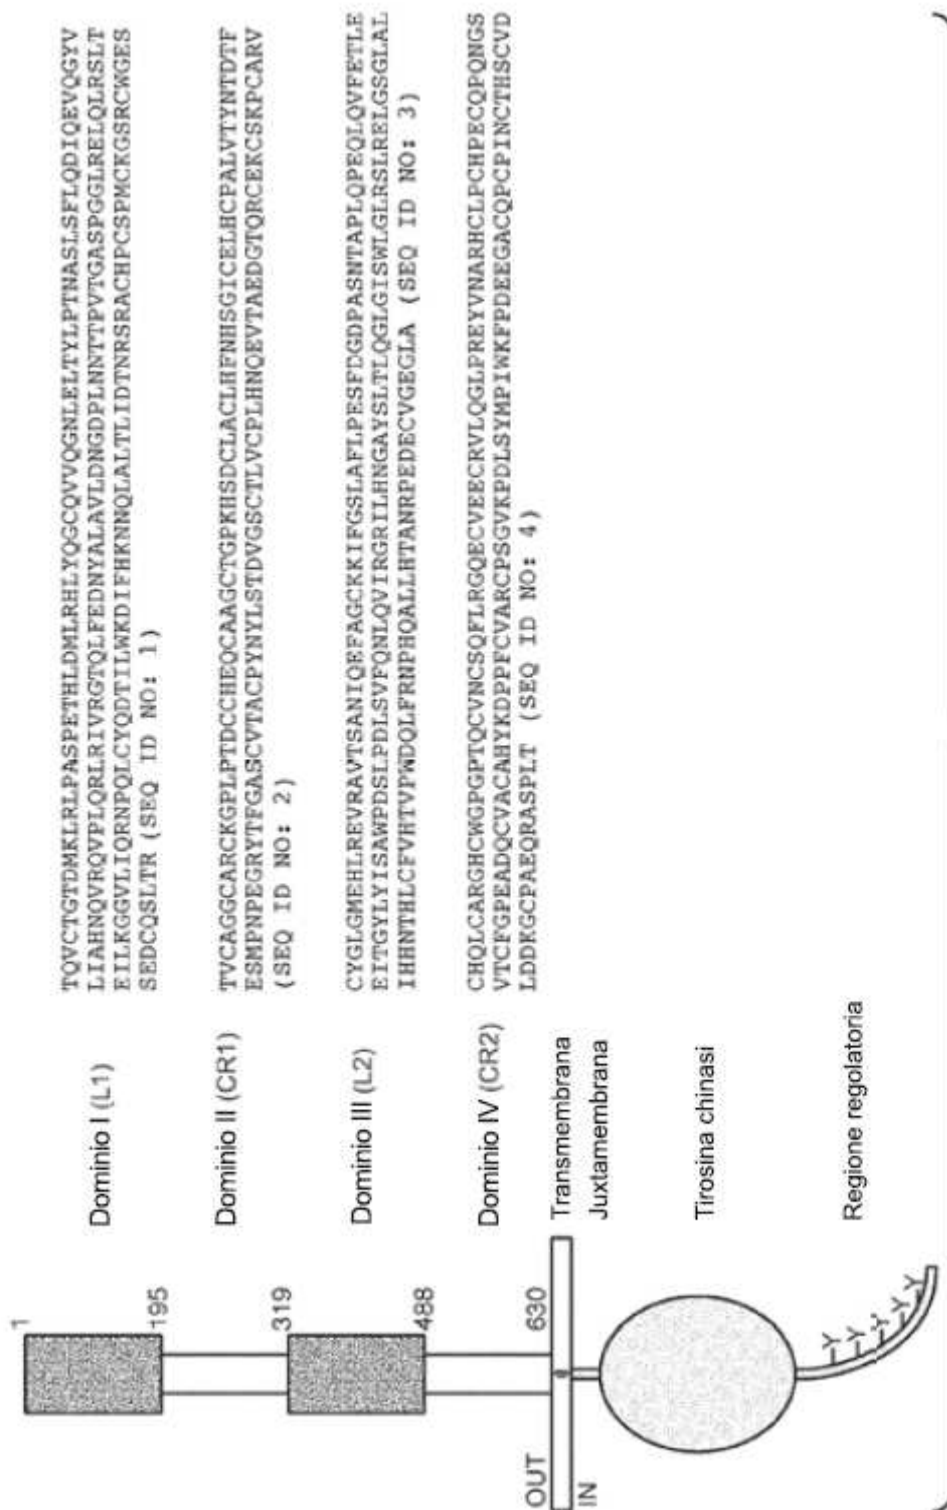 1
Dominio I (L1)
TQVCTGTDMKLRLPASPETHLDMLRHLYQGCQVVQGNLELTYLPTNASLSFLQDIQEVQGYV
LIAHNQVRQVPLQRLRIVRGTQLFEDNYALAVLDNGDPLNNTTPVTGASPGGLRELQLRSLT
EILKGGVLIQRNPQLCYQDTILWKDIFHKNNQLALTLIDTNRSRACHPCSPMCKGSRCWGES
SEDCQSLTR (SEQ ID NO: 1)
195
Dominio II (CR1)
TVCAGGCARCKGPLPTDCCHEQCAAGCTGPKHSDCLACLHFNHSGICELHCPALVTYNTDTF
ESMPNPEGRYTFGASCVTACPYNYLSTDVGSCTLVCPLHNQEVTAEDGTQRCEKCSKPCARV
(SEQ ID NO: 2)
319
Dominio III (L2)
CYGLGMEHLREVRAVTSANIQEFAGCKKIFGSLAFLPESFDGDPASNTAPLQPEQLQVFETLE
EITGYLYISAWPDSLPDLSVFQNLQVIRGRILHNGAYSLTLQGLGISWLGLRSLRELGSGLAL
IHHNTHLCFVHTVPWDQLFRNPHQALLHTANRPEDECVGEGLA (SEQ ID NO: 3)
488
Dominio IV (CR2)
CHQLCARGHCWGPGPTQCVNCSQFLRGQECVEECRVLQGLPREYVNARHCLPCHPECQPQNGS
VTCFGPEADQCVACAHYKDPPFCVARCPSGVKPDLSYMPIWKFPDEEGACQPCPINCTHSCVD
LDDKGCPAEQRASPLT (SEQ ID NO: 4)
630
OUT
Transmembrana
IN
Juxtamembrana
Tirosina chinasi
Regione regolatoria
Y
Y
Y
Y
Y